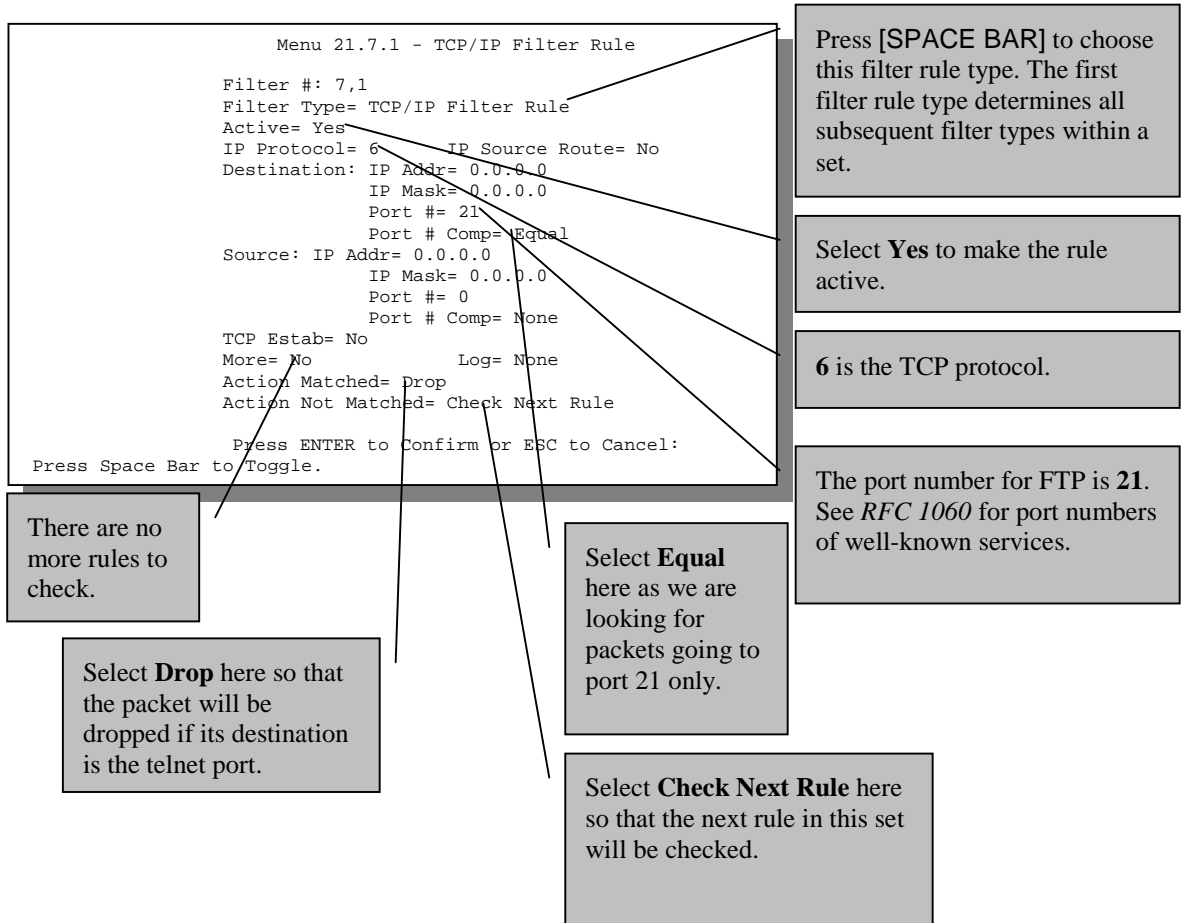 Menu 21.7.1 - TCP/IP Filter Rule
Filter #: 7,1
Filter Type= TCP/IP Filter Rule
Active= Yes
IP Protocol= 6 IP Source Route= No
Destination: IP Addr= 0.0.0.0
IP Mask= 0.0.0.0
Port #= 21
Port # Comp= Equal
Source: IP Addr= 0.0.0.0
IP Mask= 0.0.0.0
Port #= 0
Port # Comp= None
TCP Estab= No
More= No Log= None
Action Matched= Drop
Action Not Matched= Check Next Rule
Press ENTER to Confirm or ESC to Cancel:
Press Space Bar to Toggle.
Press [SPACE BAR] to choose
this filter rule type. The first
filter rule type determines all
subsequent filter types within a
set.
Select Yes to make the rule
active.
6 is the TCP protocol.
The port number for FTP is 21.
See RFC 1060 for port numbers
of well-known services.
There are no
more rules to
check.
Select Drop here so that
the packet will be
dropped if its destination
is the telnet port.
Select Equal
here as we are
looking for
packets going to
port 21 only.
Select Check Next Rule here
so that the next rule in this set
will be checked.